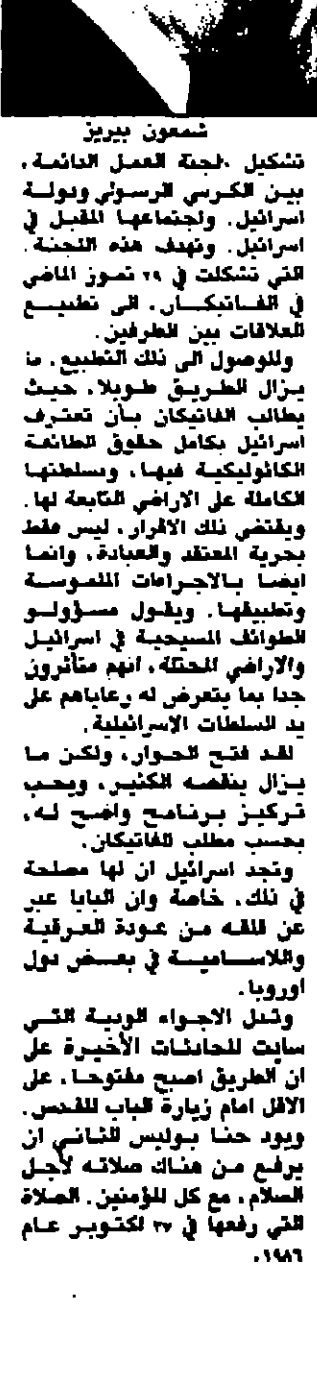 شمعون بيريز
تشكيل «لجنة العمل الدائمة»
بين الكرسي الرسولي ودولة
اسرائيل. واجتماعها المقبل في
اسرائيل. وتهدف هذه اللجنة،
التي تشكلت في ٢٩ تموز الماضي
في الفاتيكان، الى تطبيع
العلاقات بين الطرفين.
وللوصول الى ذلك التطبيع، ما
يزال الطريق طويلا، حيث
يطالب الفاتيكان بأن تعترف
اسرائيل بكامل حقوق الطائفة
الكاثوليكية فيها، وبسلطتها
الكاملة على الاراضي التابعة لها.
ويقتضي ذلك الاقرار، ليس فقط
بحرية المعتقد والعبادة، وانما
ايضا بالاجراءات الملموسة
وتطبيقها. ويقول مسؤولو
الطوائف المسيحية في اسرائيل
والاراضي المحتلة، انهم متأثرون
جدا بما يتعرض له رعاياهم على
يد السلطات الاسرائيلية.
لقد فتح الحوار، ولكن ما
يزال ينقصه الكثير، ويجب
تركيز برنامج واضح له،
بحسب مطلب الفاتيكان.
وتجد اسرائيل ان لها مصلحة
في ذلك، خاصة وان البابا عبر
عن قلقه من عودة العرقية
واللاسامية في بعض دول
اوروبا.
وتدل الاجواء الودية التي
سادت المحادثات الأخيرة على
ان الطريق اصبح مفتوحا، على
الاقل امام زيارة البابا للقدس.
ويود حنا بولس الثاني ان
يرفع من هناك صلاته لأجل
السلام، مع كل المؤمنين. الصلاة
التي رفعها في ٢٧ اكتوبر عام
١٩٨٦.